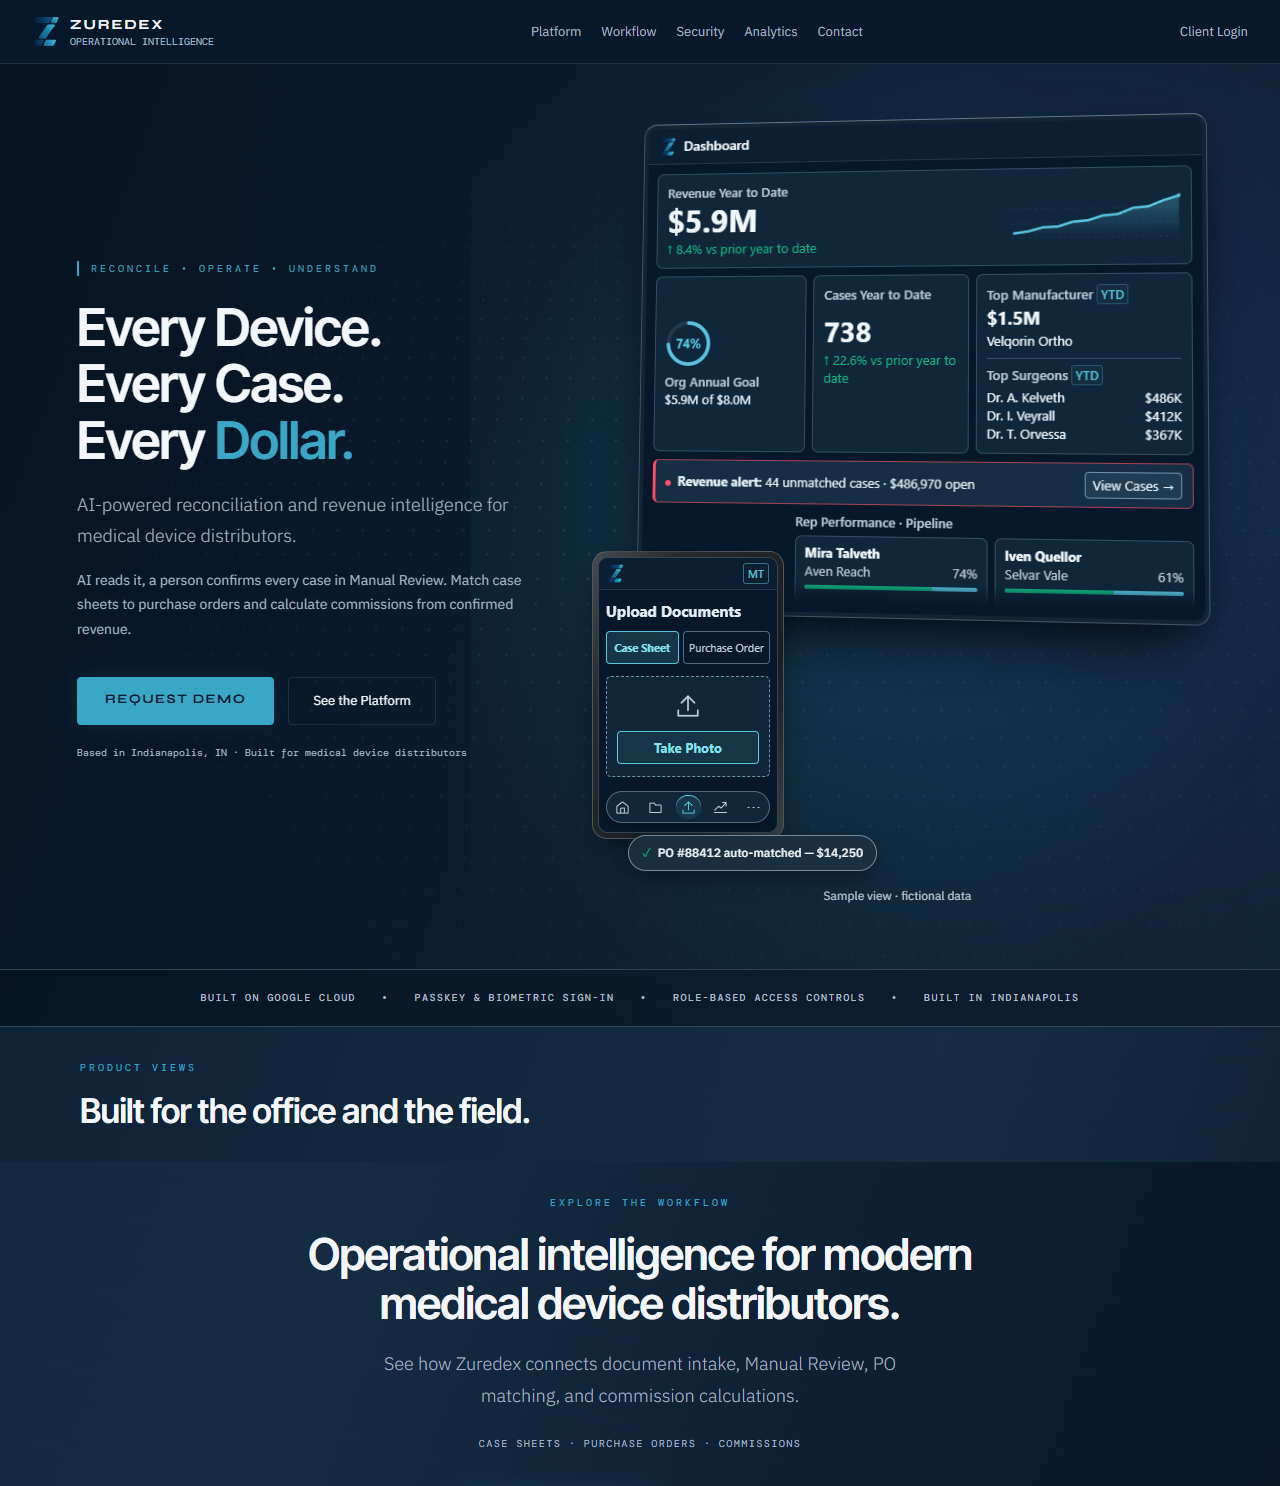 ZUREDEX
OPERATIONAL INTELLIGENCE
Platform
Workflow
Security
Analytics
Contact
Client Login
RECONCILE • OPERATE • UNDERSTAND
Every Device.
Every Case.
Every Dollar.
AI-powered reconciliation and revenue intelligence for
medical device distributors.
AI reads it, a person confirms every case in Manual Review. Match case
sheets to purchase orders and calculate commissions from confirmed
revenue.
REQUEST DEMO
See the Platform
Based in Indianapolis, IN · Built for medical device distributors
Dashboard
Revenue Year to Date
$5.9M
↑ 8.4% vs prior year to date
74%
Org Annual Goal
$5.9M of $8.0M
Cases Year to Date
738
↑ 22.6% vs prior year to
date
Top Manufacturer YTD
$1.5M
Velqorin Ortho
Top Surgeons YTD
Dr. A. Kelveth $486K
Dr. I. Veyrall $412K
Dr. T. Orvessa $367K
Revenue alert: 44 unmatched cases · $486,970 open
View Cases →
Rep Performance · Pipeline
Mira Talveth
Aven Reach 74%
Iven Quellor
Selvar Vale 61%
MT
Upload Documents
Case Sheet
Purchase Order
Take Photo
✓ PO #88412 auto-matched — $14,250
Sample view · fictional data
BUILT ON GOOGLE CLOUD • PASSKEY & BIOMETRIC SIGN-IN • ROLE-BASED ACCESS CONTROLS • BUILT IN INDIANAPOLIS
PRODUCT VIEWS
Built for the office and the field.
EXPLORE THE WORKFLOW
Operational intelligence for modern
medical device distributors.
See how Zuredex connects document intake, Manual Review, PO
matching, and commission calculations.
CASE SHEETS · PURCHASE ORDERS · COMMISSIONS